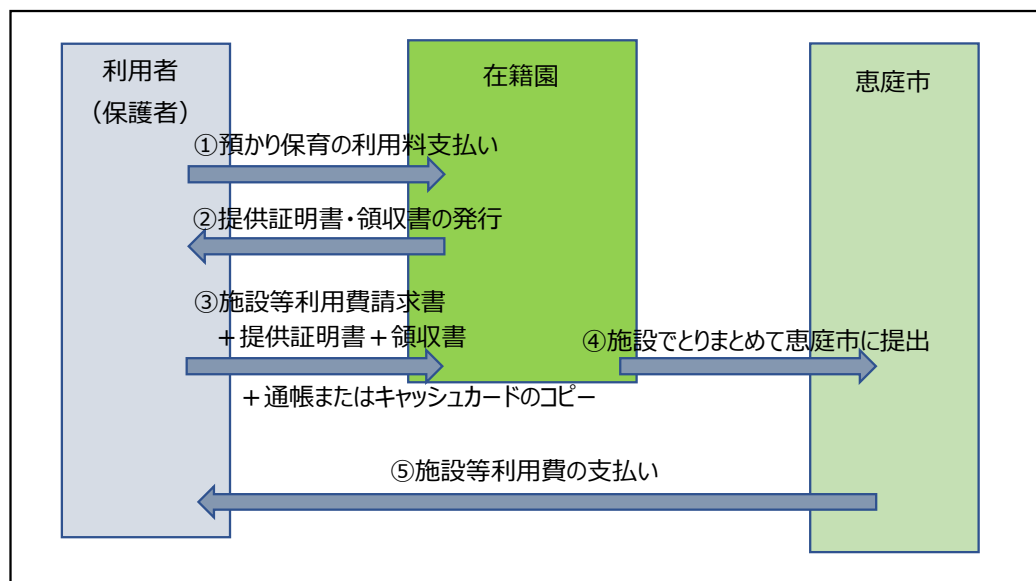 利用者
（保護者）
在籍園
恵庭市
①預かり保育の利用料支払い
②提供証明書・領収書の発行
③施設等利用費請求書
＋提供証明書＋領収書
＋通帳またはキャッシュカードのコピー
④施設でとりまとめて恵庭市に提出
⑤施設等利用費の支払い